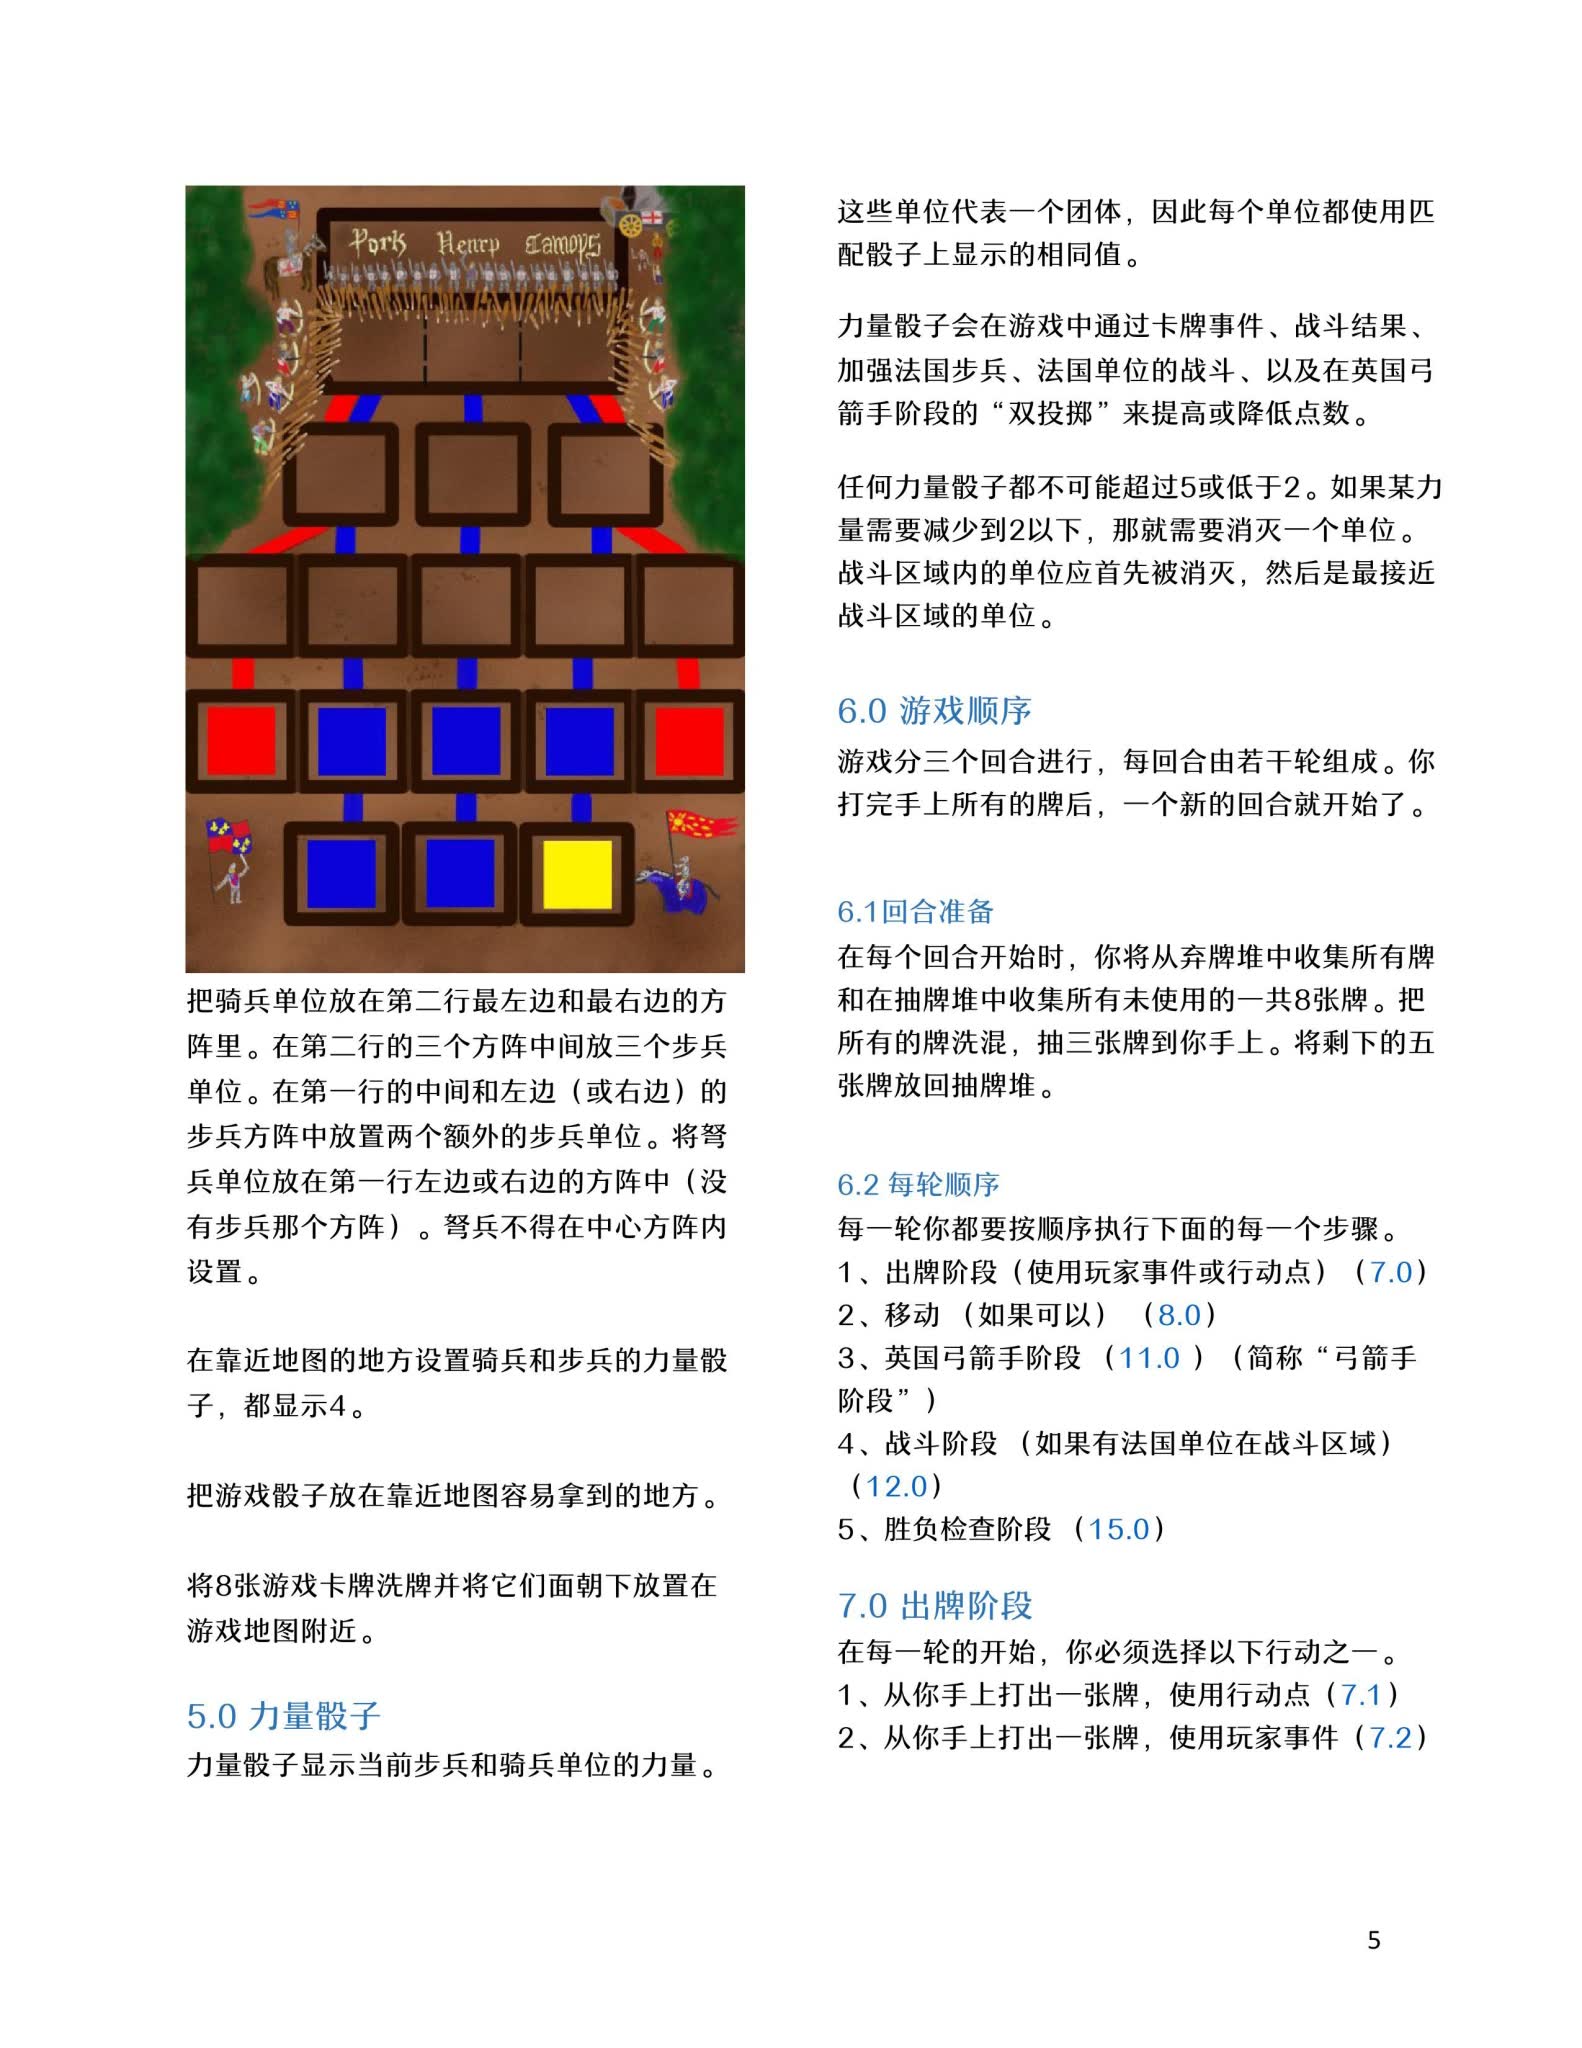 York Henry Camoys
把骑兵单位放在第二行最左边和最右边的方
阵里。在第二行的三个方阵中间放三个步兵
单位。在第一行的中间和左边（或右边）的
步兵方阵中放置两个额外的步兵单位。将弩
兵单位放在第一行左边或右边的方阵中（没
有步兵那个方阵）。弩兵不得在中心方阵内
设置。
在靠近地图的地方设置骑兵和步兵的力量骰
子，都显示4。
把游戏骰子放在靠近地图容易拿到的地方。
将8张游戏卡牌洗牌并将它们面朝下放置在
游戏地图附近。
5.0 力量骰子
力量骰子显示当前步兵和骑兵单位的力量。
这些单位代表一个团体，因此每个单位都使用匹
配骰子上显示的相同值。
力量骰子会在游戏中通过卡牌事件、战斗结果、
加强法国步兵、法国单位的战斗、以及在英国弓
箭手阶段的“双投掷”来提高或降低点数。
任何力量骰子都不可能超过5或低于2。如果某力
量需要减少到2以下，那就需要消灭一个单位。
战斗区域内的单位应首先被消灭，然后是最接近
战斗区域的单位。
6.0 游戏顺序
游戏分三个回合进行，每回合由若干轮组成。你
打完手上所有的牌后，一个新的回合就开始了。
6.1回合准备
在每个回合开始时，你将从弃牌堆中收集所有牌
和在抽牌堆中收集所有未使用的一共8张牌。把
所有的牌洗混，抽三张牌到你手上。将剩下的五
张牌放回抽牌堆。
6.2 每轮顺序
每一轮你都要按顺序执行下面的每一个步骤。
1、出牌阶段（使用玩家事件或行动点）（7.0）
2、移动 （如果可以） （8.0）
3、英国弓箭手阶段 （11.0 ）（简称“弓箭手
阶段”）
4、战斗阶段 （如果有法国单位在战斗区域）
（12.0）
5、胜负检查阶段 （15.0）
7.0 出牌阶段
在每一轮的开始，你必须选择以下行动之一。
1、从你手上打出一张牌，使用行动点（7.1）
2、从你手上打出一张牌，使用玩家事件（7.2）
5